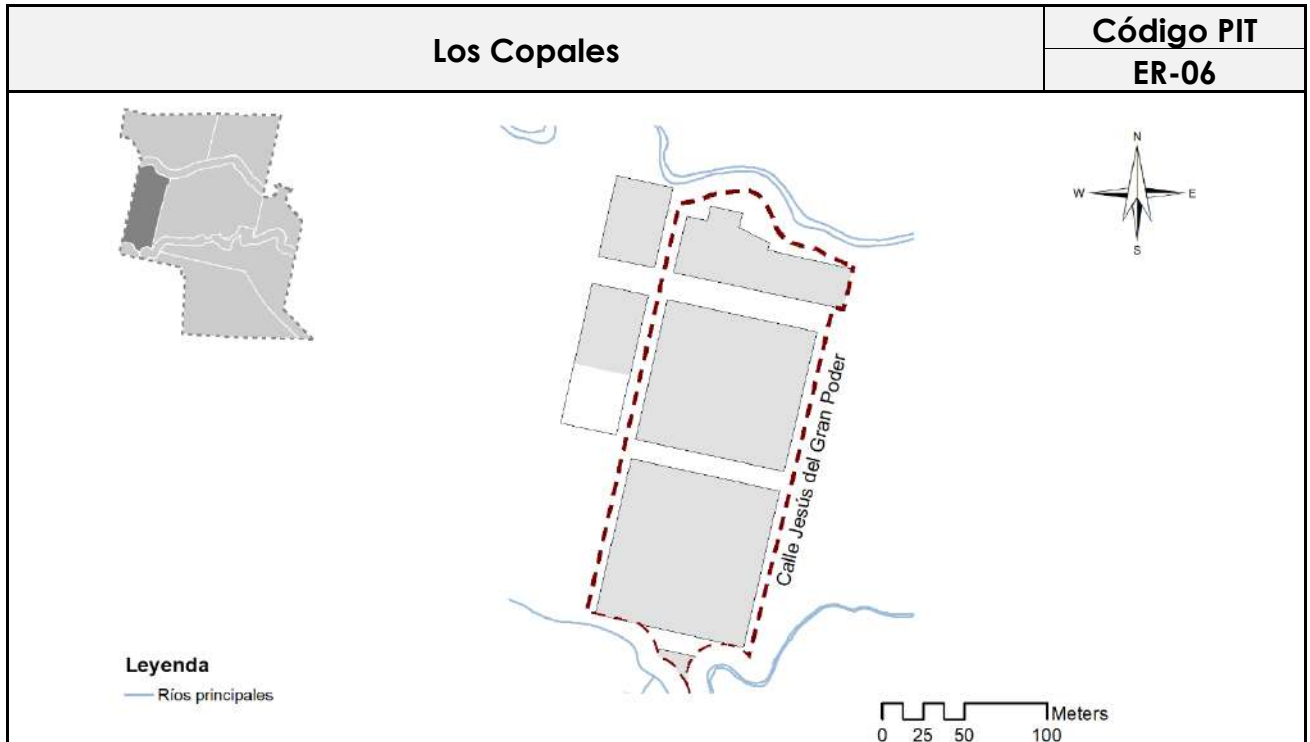 Los Copales
Código PIT
ER-06
N
W
E
S
Calle Jesús del Gran Poder
Leyenda
Ríos principales
Meters
0 25 50 100